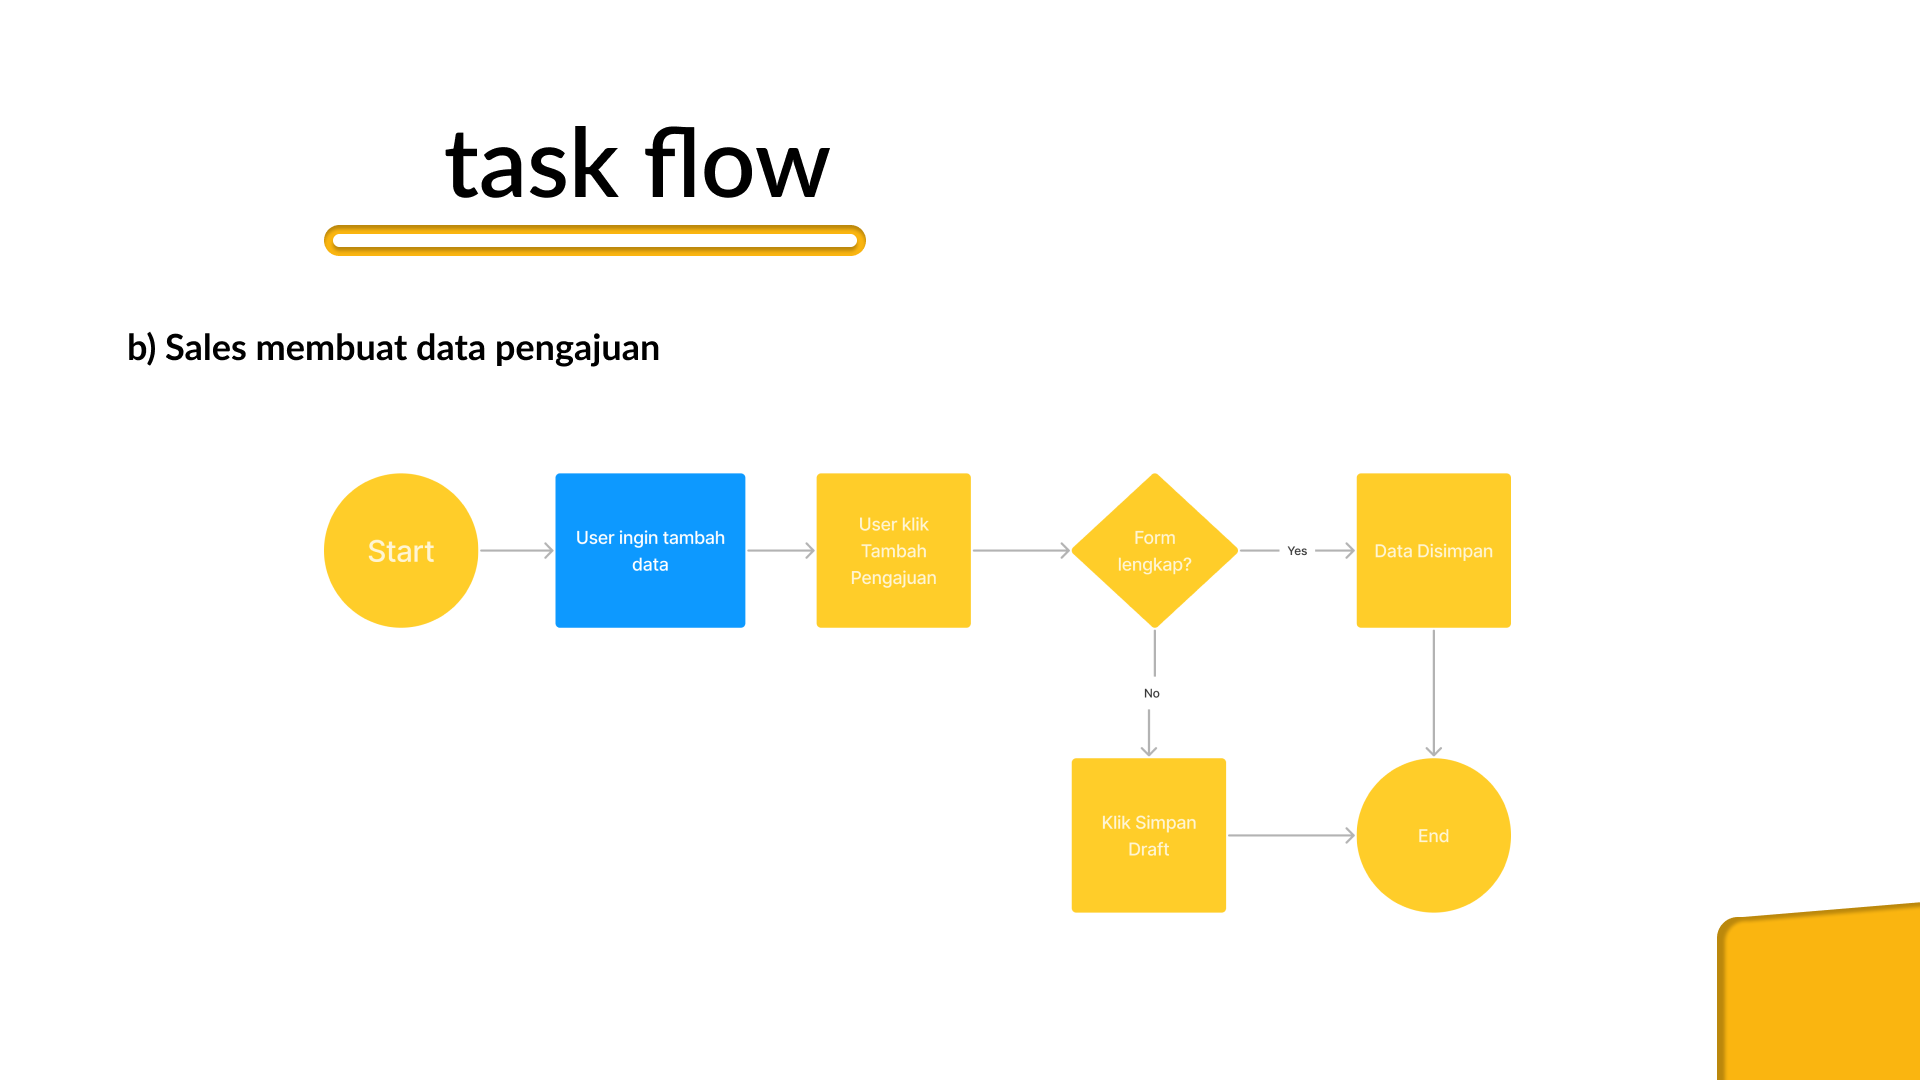 task flow
b) Sales membuat data pengajuan
Start
User ingin tambah
data
User klik
Tambah
Pengajuan
Form
lengkap?
Yes
Data Disimpan
No
Klik Simpan
Draft
End